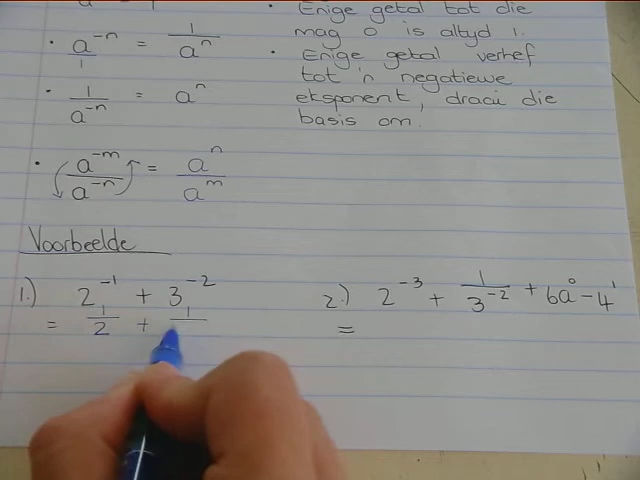 • Enige getal tot die
mag 0 is altyd 1.
• Enige getal verhef
tot 'n negatiewe
eksponent, draai die
basis om.
• a^{-n}/1 = 1/a^n
• 1/a^{-n} = a^n
• a^{-m}/a^{-n} = a^n/a^m
Voorbeelde
1.) 2^{-1} + 3^{-2}
= 1/2 + 1/
2.) 2^{-3} + 1/3^{-2} + 6a^0 - 4^1
=